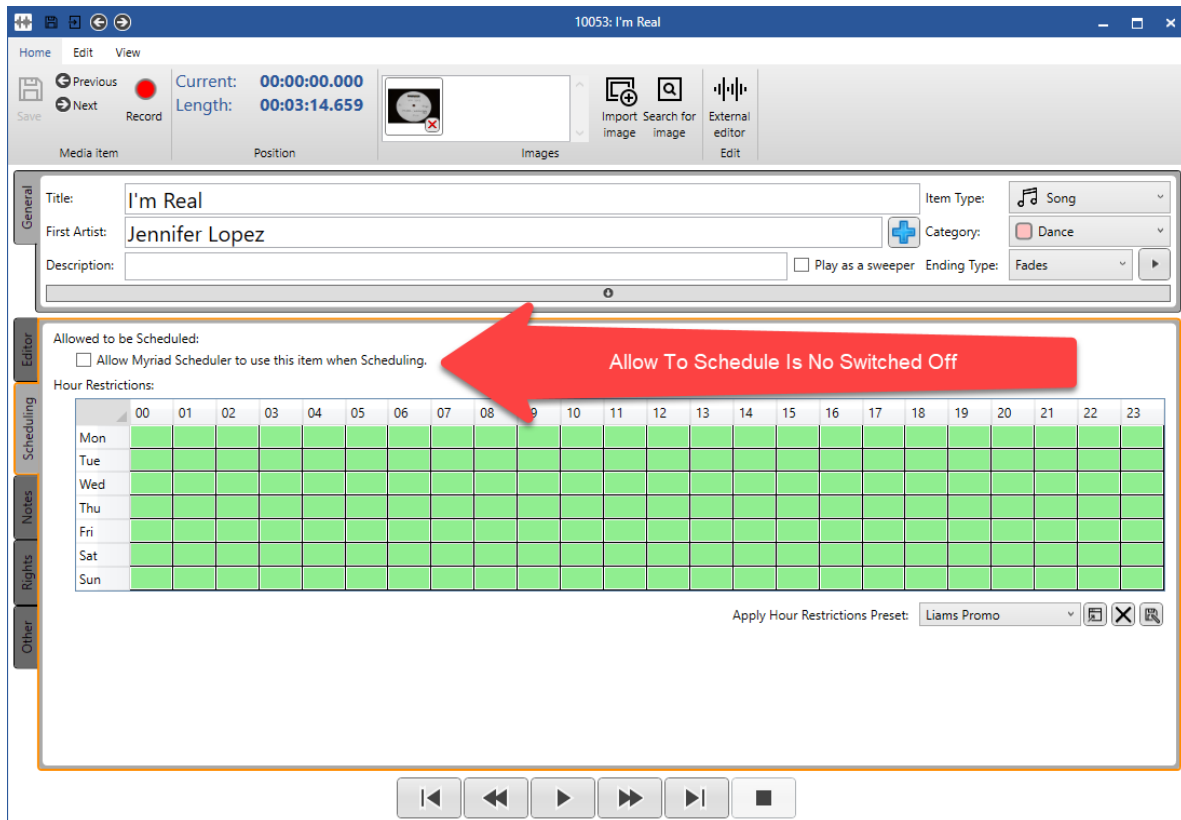 10053: I'm Real
Home Edit View
Save
Previous
Next
Record
Current: 00:00:00.000
Length: 00:03:14.659
Import image
Search for image
External editor
Media item
Position
Images
Edit
General
Title: I'm Real
Item Type: Song
First Artist: Jennifer Lopez
Category: Dance
Description:
Play as a sweeper
Ending Type: Fades
Editor
Scheduling
Notes
Rights
Other
Allowed to be Scheduled:
Allow Myriad Scheduler to use this item when Scheduling.
Allow To Schedule Is No Switched Off
Hour Restrictions:
00 01 02 03 04 05 06 07 08 9 10 11 12 13 14 15 16 17 18 19 20 21 22 23
Mon
Tue
Wed
Thu
Fri
Sat
Sun
Apply Hour Restrictions Preset: Liams Promo